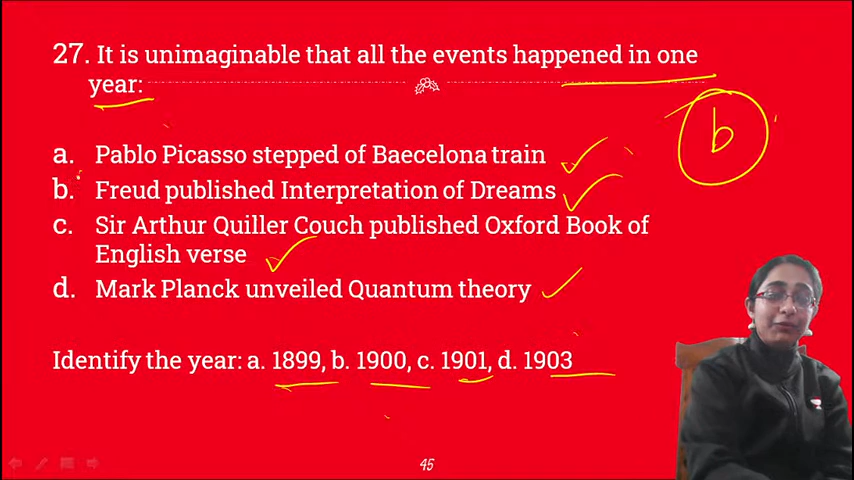 27. It is unimaginable that all the events happened in one
year:
b
a. Pablo Picasso stepped of Baecelona train
b. Freud published Interpretation of Dreams
c. Sir Arthur Quiller Couch published Oxford Book of
English verse
d. Mark Planck unveiled Quantum theory
Identify the year: a. 1899, b. 1900, c. 1901, d. 1903
45